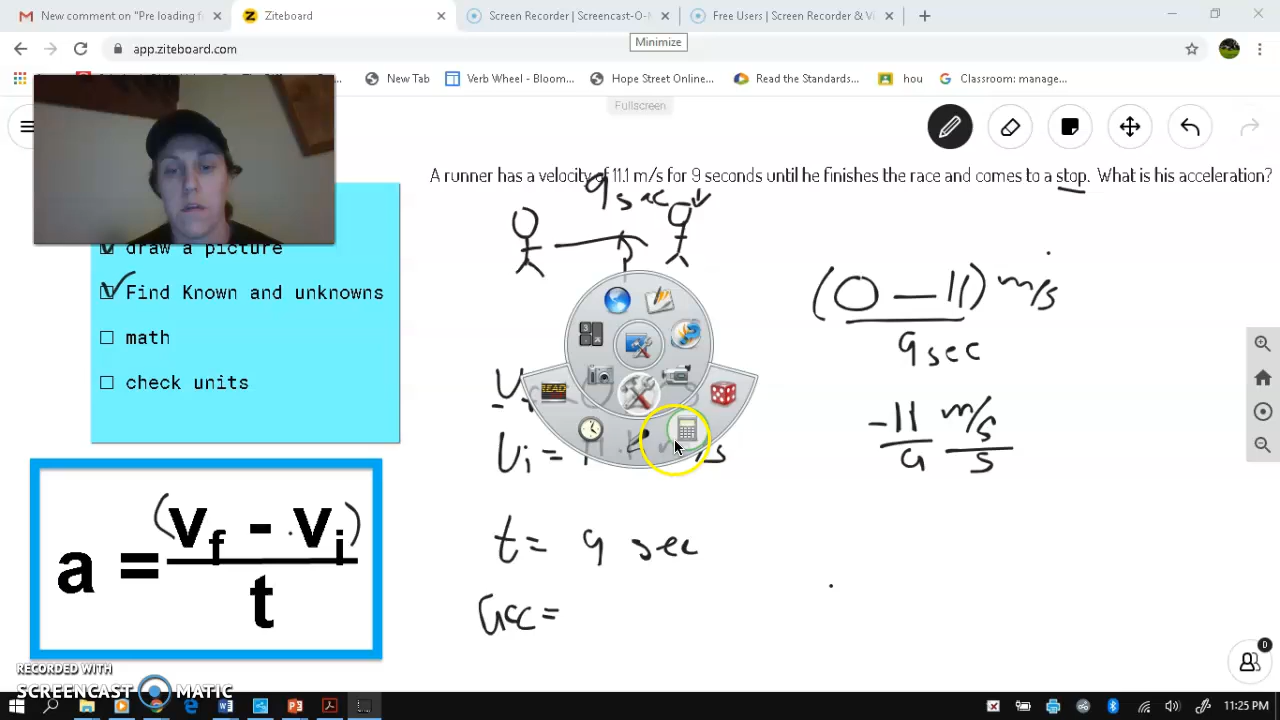 New comment on "Pre loading f
Ziteboard
Screen Recorder | Screencast-O-M
Free Users | Screen Recorder & Vi
app.ziteboard.com
Minimize
New Tab
Verb Wheel - Bloom...
Hope Street Online...
Read the Standards...
hou
Classroom: manage...
Fullscreen
A runner has a velocity of 11.1 m/s for 9 seconds until he finishes the race and comes to a stop. What is his acceleration?
9 sec
draw a picture
Find Known and unknowns
math
check units
(0 - 11) m/s
9 sec
READ
-11 m/s
9 s
Vi =
t = 9 sec
acc =
a = (vf - vi)
t
RECORDED WITH
SCREENCAST MATIC
0
11:25 PM